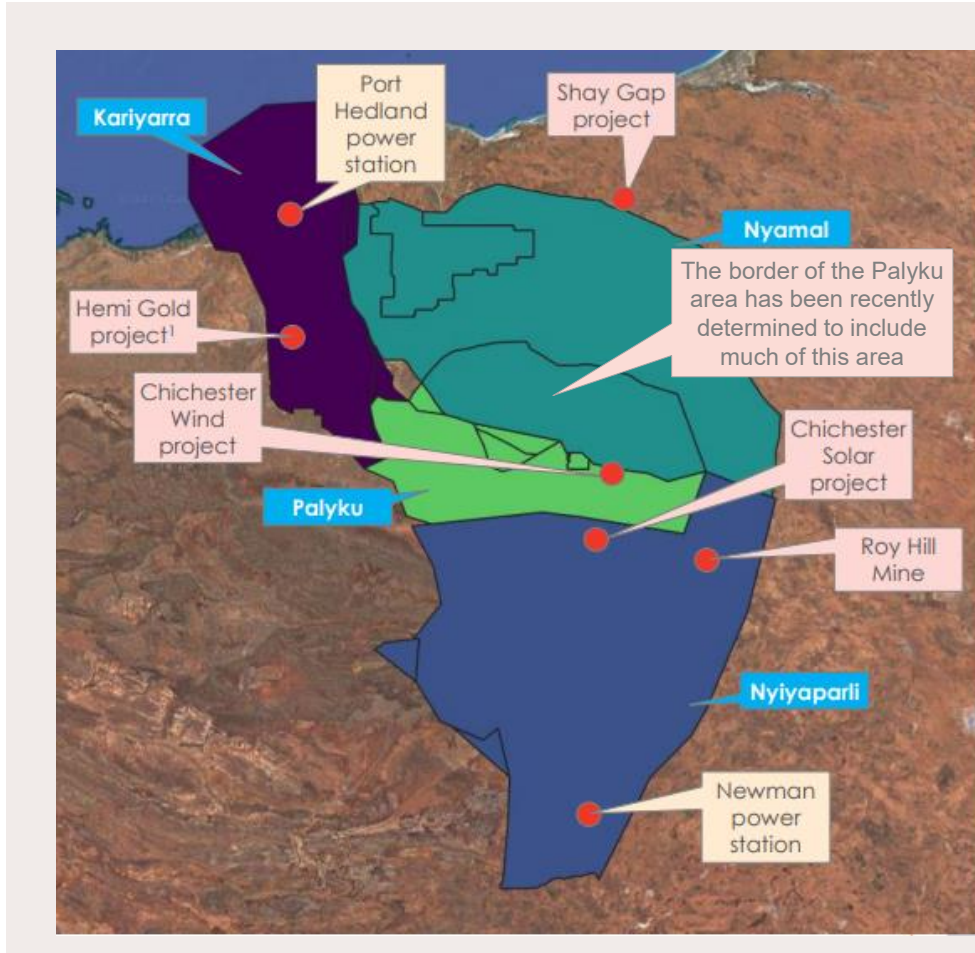 Kariyarra
Port
Hedland
power
station
Shay Gap
project
Nyamal
The border of the Palyku
area has been recently
determined to include
much of this area
Hemi Gold
project¹
Chichester
Wind
project
Chichester
Solar
project
Palyku
Roy Hill
Mine
Nyiyaparli
Newman
power
station